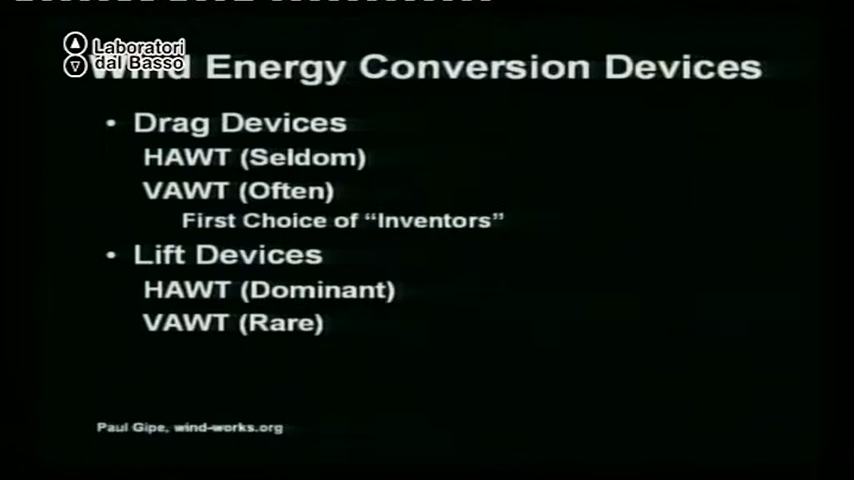 Laboratori
dal Basso
Wind Energy Conversion Devices
• Drag Devices
HAWT (Seldom)
VAWT (Often)
First Choice of “Inventors”
• Lift Devices
HAWT (Dominant)
VAWT (Rare)
Paul Gipe, wind-works.org